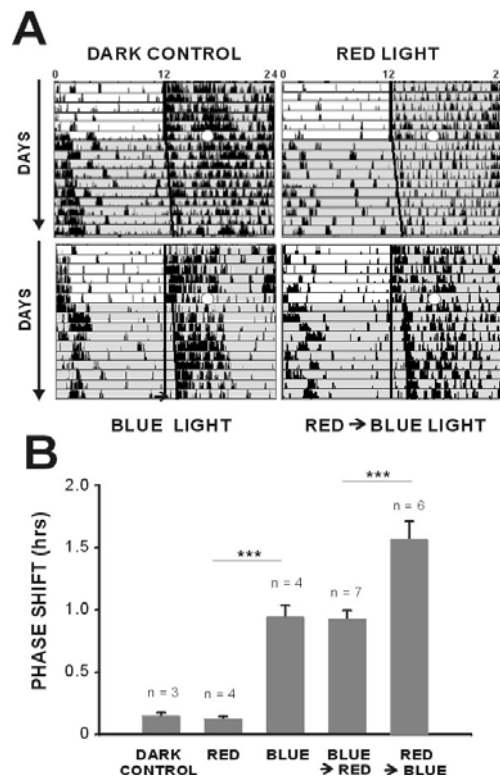 A
DARK CONTROL
RED LIGHT
0 12 24 0 12 2
DAYS
DAYS
BLUE LIGHT
RED → BLUE LIGHT
B
PHASE SHIFT (hrs)
2.0
1.5
1.0
0.5
0
n = 3
n = 4
***
n = 4
n = 7
***
n = 6
DARK
CONTROL
RED
BLUE
BLUE
→ RED
RED
→ BLUE